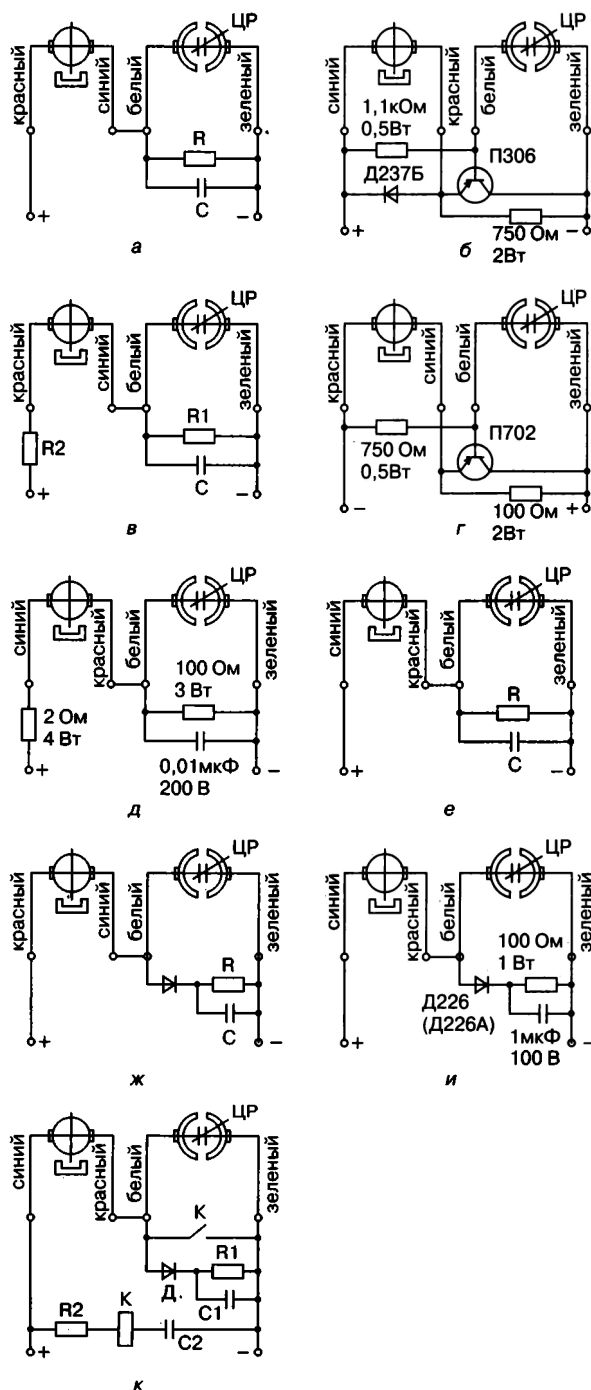 ЦР
красный
синий
белый
зеленый
R
C
+
−
а
ЦР
синий
красный
белый
зеленый
1,1кОм
0,5Вт
П306
Д237Б
+
750 Ом
2Вт
−
б
ЦР
красный
синий
белый
зеленый
R1
R2
C
+
−
в
ЦР
красный
синий
белый
зеленый
П702
750 Ом
0,5Вт
−
100 Ом
2Вт
+
г
ЦР
синий
красный
белый
зеленый
100 Ом
3 Вт
2 Ом
4 Вт
+
0,01мкФ
200 В
−
д
ЦР
синий
красный
белый
зеленый
R
C
+
−
е
ЦР
красный
синий
белый
зеленый
R
C
+
−
ж
ЦР
синий
красный
белый
зеленый
100 Ом
1 Вт
Д226
(Д226А)
+
1мкФ
100 В
−
и
ЦР
синий
красный
белый
зеленый
К
R1
Д
C1
R2
К
C2
+
−
к